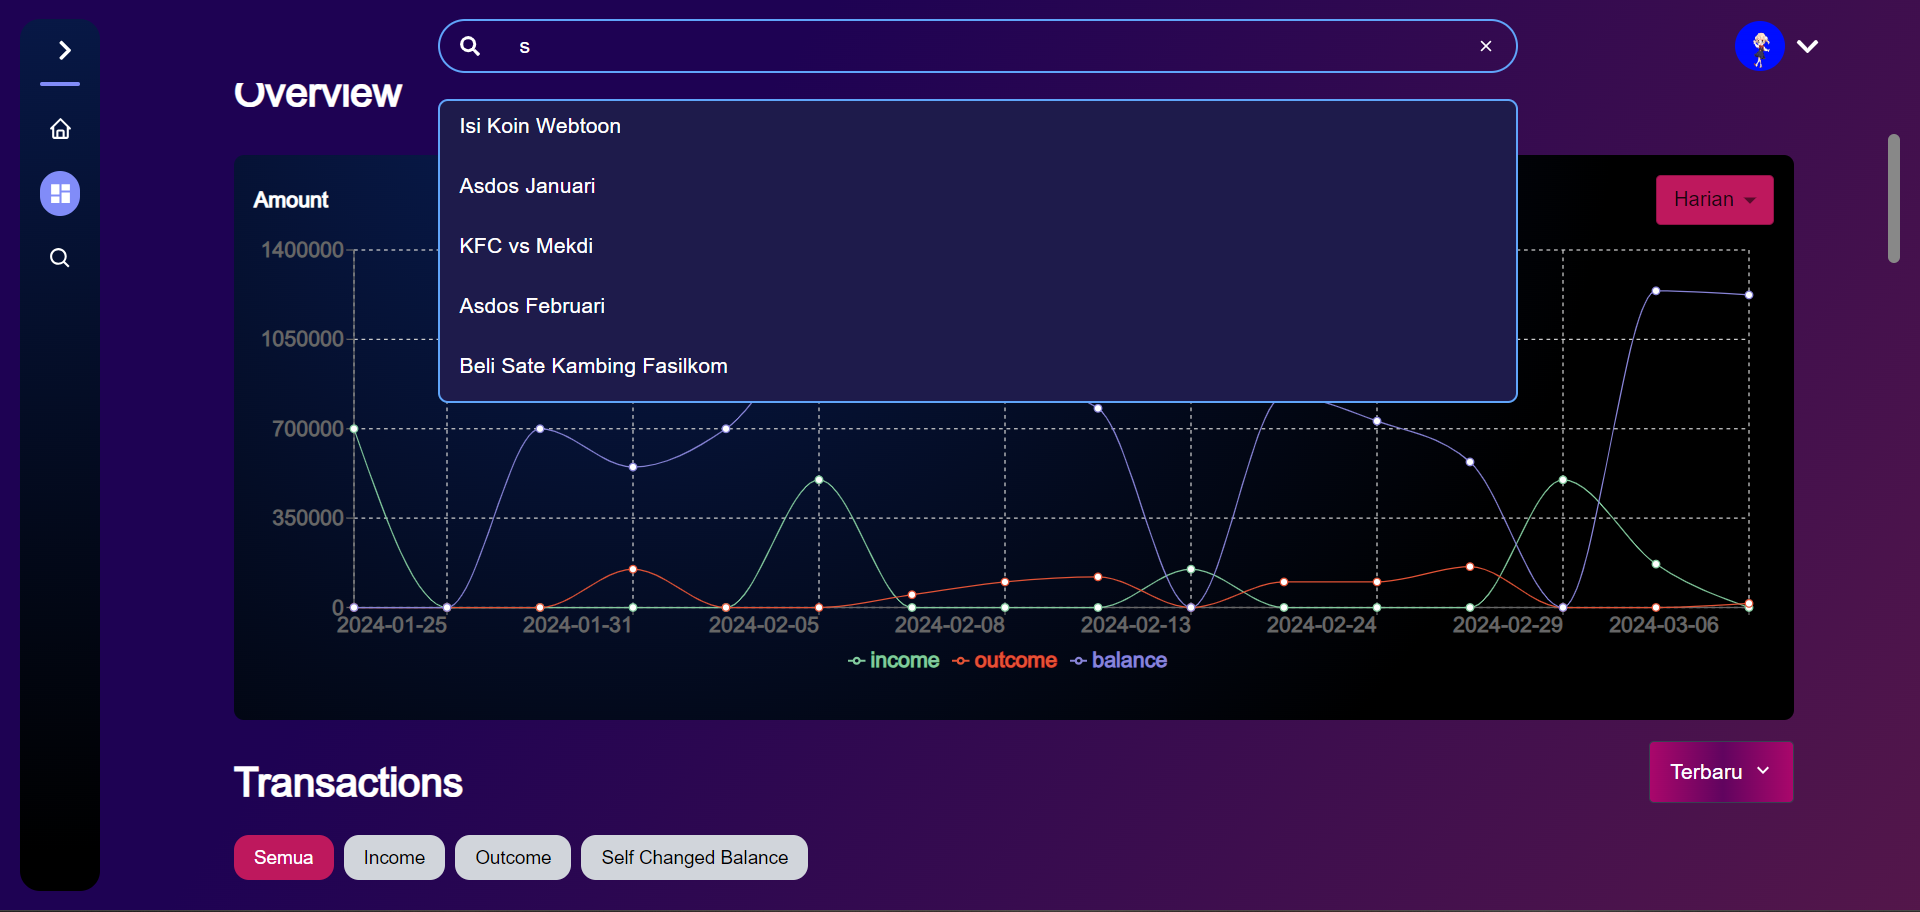 s
Overview
Isi Koin Webtoon
Asdos Januari
KFC vs Mekdi
Asdos Februari
Beli Sate Kambing Fasilkom
Amount
Harian
1400000
1050000
700000
350000
0
2024-01-25 2024-01-31 2024-02-05 2024-02-08 2024-02-13 2024-02-24 2024-02-29 2024-03-06
income outcome balance
Transactions
Terbaru
Semua Income Outcome Self Changed Balance